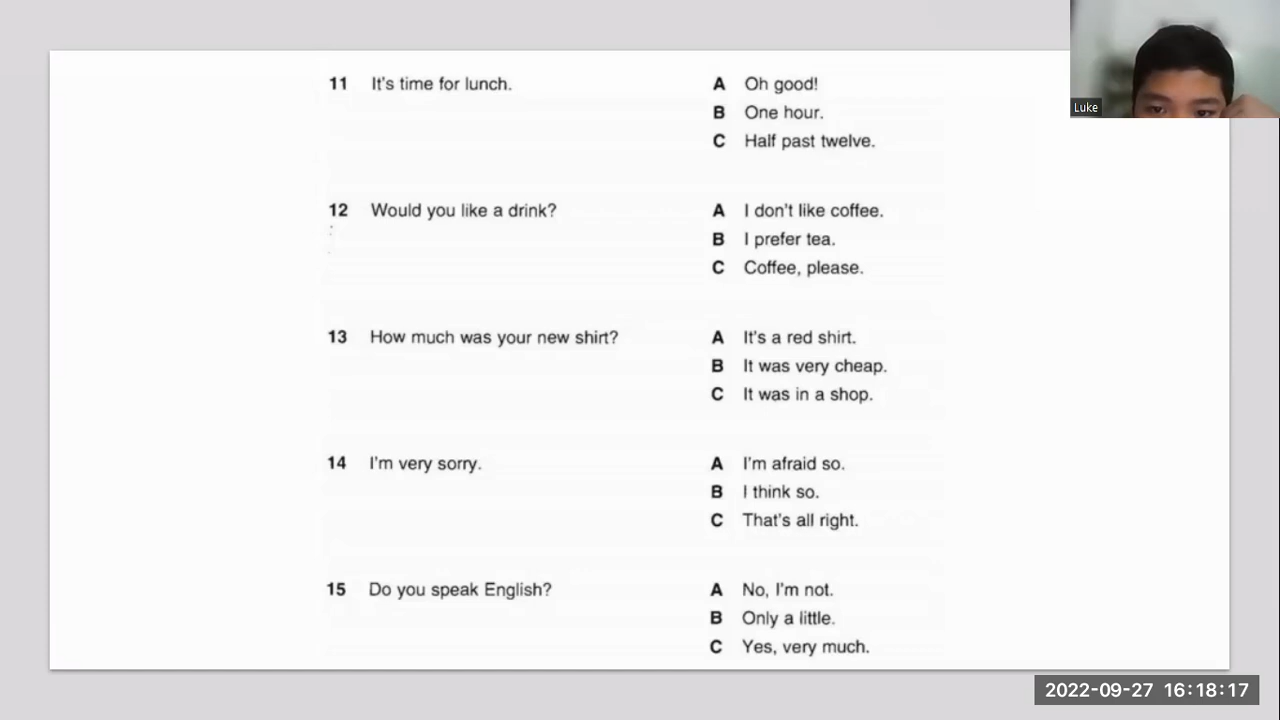 Luke
11 It's time for lunch. A Oh good!
B One hour.
C Half past twelve.
12 Would you like a drink? A I don't like coffee.
B I prefer tea.
C Coffee, please.
13 How much was your new shirt? A It's a red shirt.
B It was very cheap.
C It was in a shop.
14 I'm very sorry. A I'm afraid so.
B I think so.
C That's all right.
15 Do you speak English? A No, I'm not.
B Only a little.
C Yes, very much.
2022-09-27 16:18:17